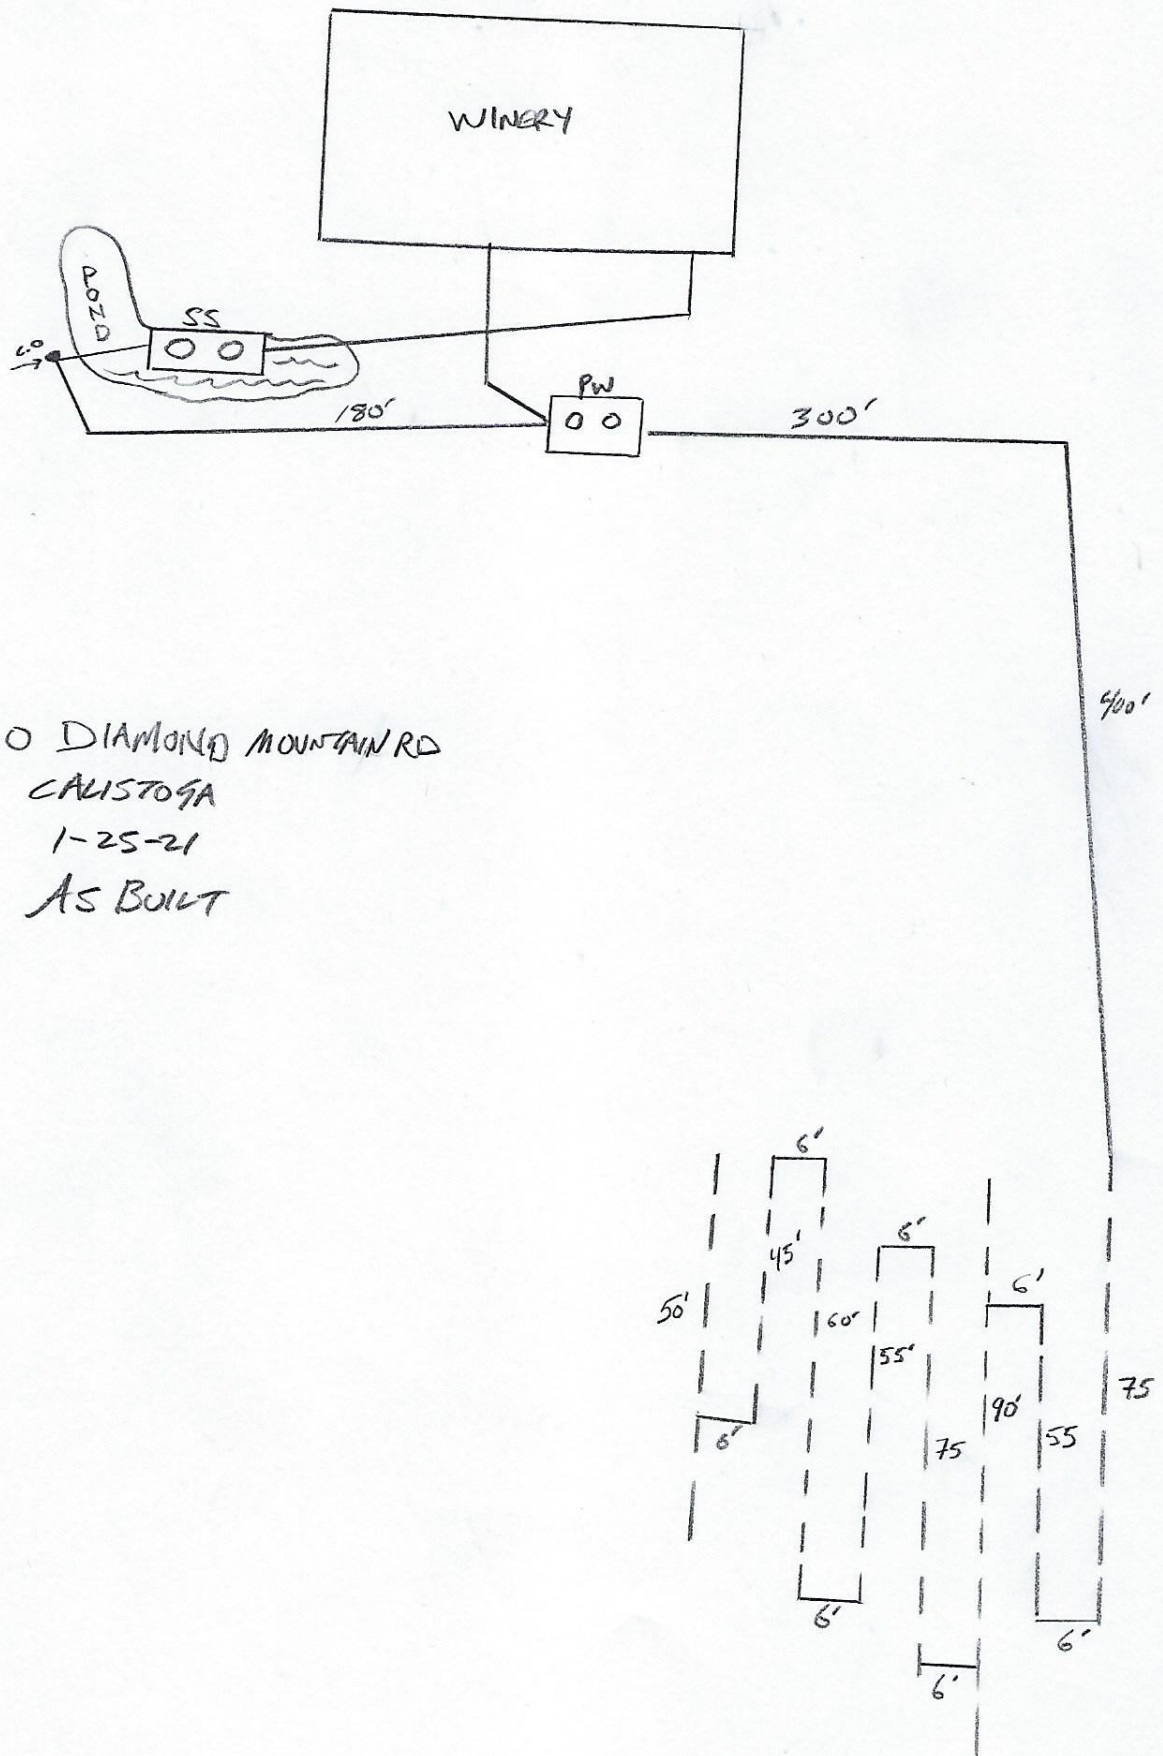 WINERY
POND
SS
C.O
PW
180'
300'
400'
O DIAMOND MOUNTAIN RD
CALISTOGA
1-25-21
AS BUILT
6'
6'
45'
6'
50'
60'
55'
75
90'
55
75
6'
6'
6'
6'